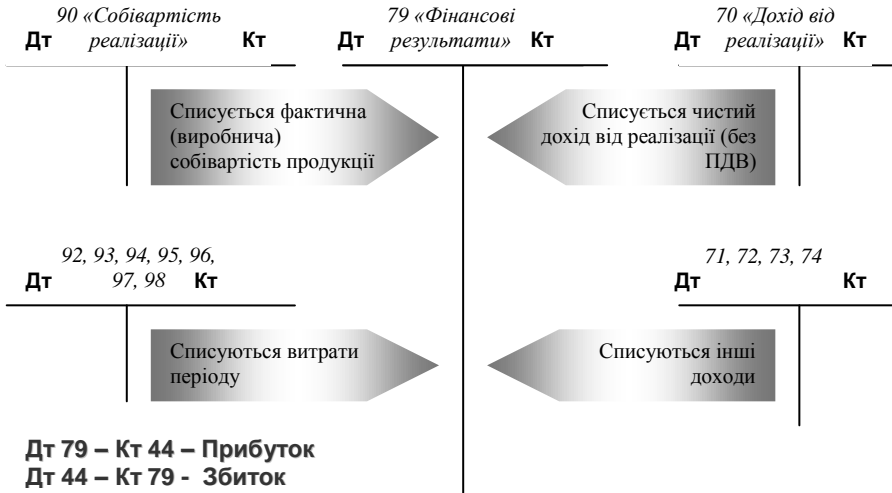 90 «Собівартість
реалізації»
Дт Кт
79 «Фінансові
результати»
Дт Кт
70 «Дохід від
реалізації»
Дт Кт
Списується фактична
(виробнича)
собівартість продукції
Списується чистий
дохід від реалізації (без
ПДВ)
92, 93, 94, 95, 96,
97, 98
Дт Кт
71, 72, 73, 74
Дт Кт
Списуються витрати
періоду
Списуються інші
доходи
Дт 79 – Кт 44 – Прибуток
Дт 44 – Кт 79 - Збиток